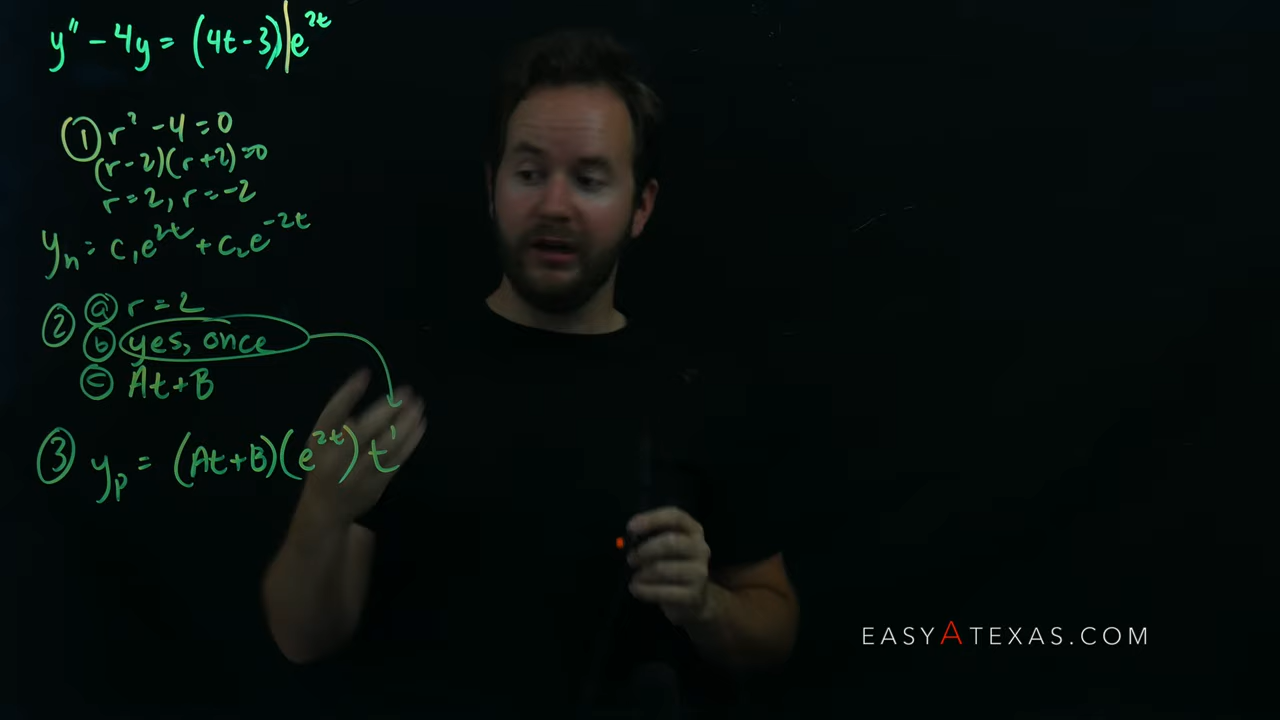 y" - 4y = (4t - 3)|e^2t
① r² - 4 = 0
(r - 2)(r + 2) = 0
r = 2, r = -2
y_h = c₁e^2t + c₂e^-2t
② ⓐ r = 2
ⓑ yes, once
ⓒ At + B
③ y_p = (At + B)(e^2t) t^1
EASYATEXAS.COM